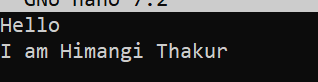 GNU nano 7.2
Hello
I am Himangi Thakur